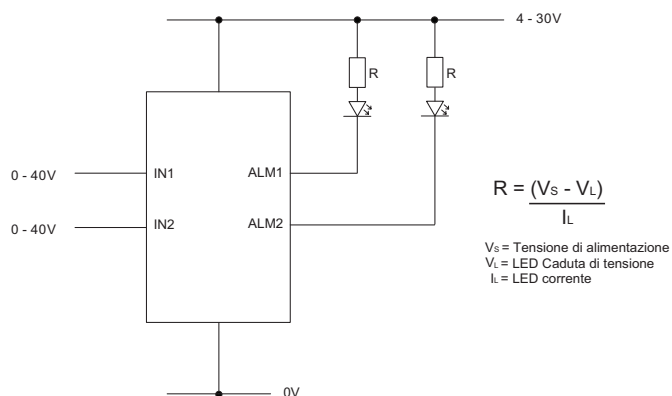 4 - 30V
R
R
0 - 40V
IN1
ALM1
0 - 40V
IN2
ALM2
R = (VS - VL)
IL
VS = Tensione di alimentazione
VL = LED Caduta di tensione
IL = LED corrente
0V